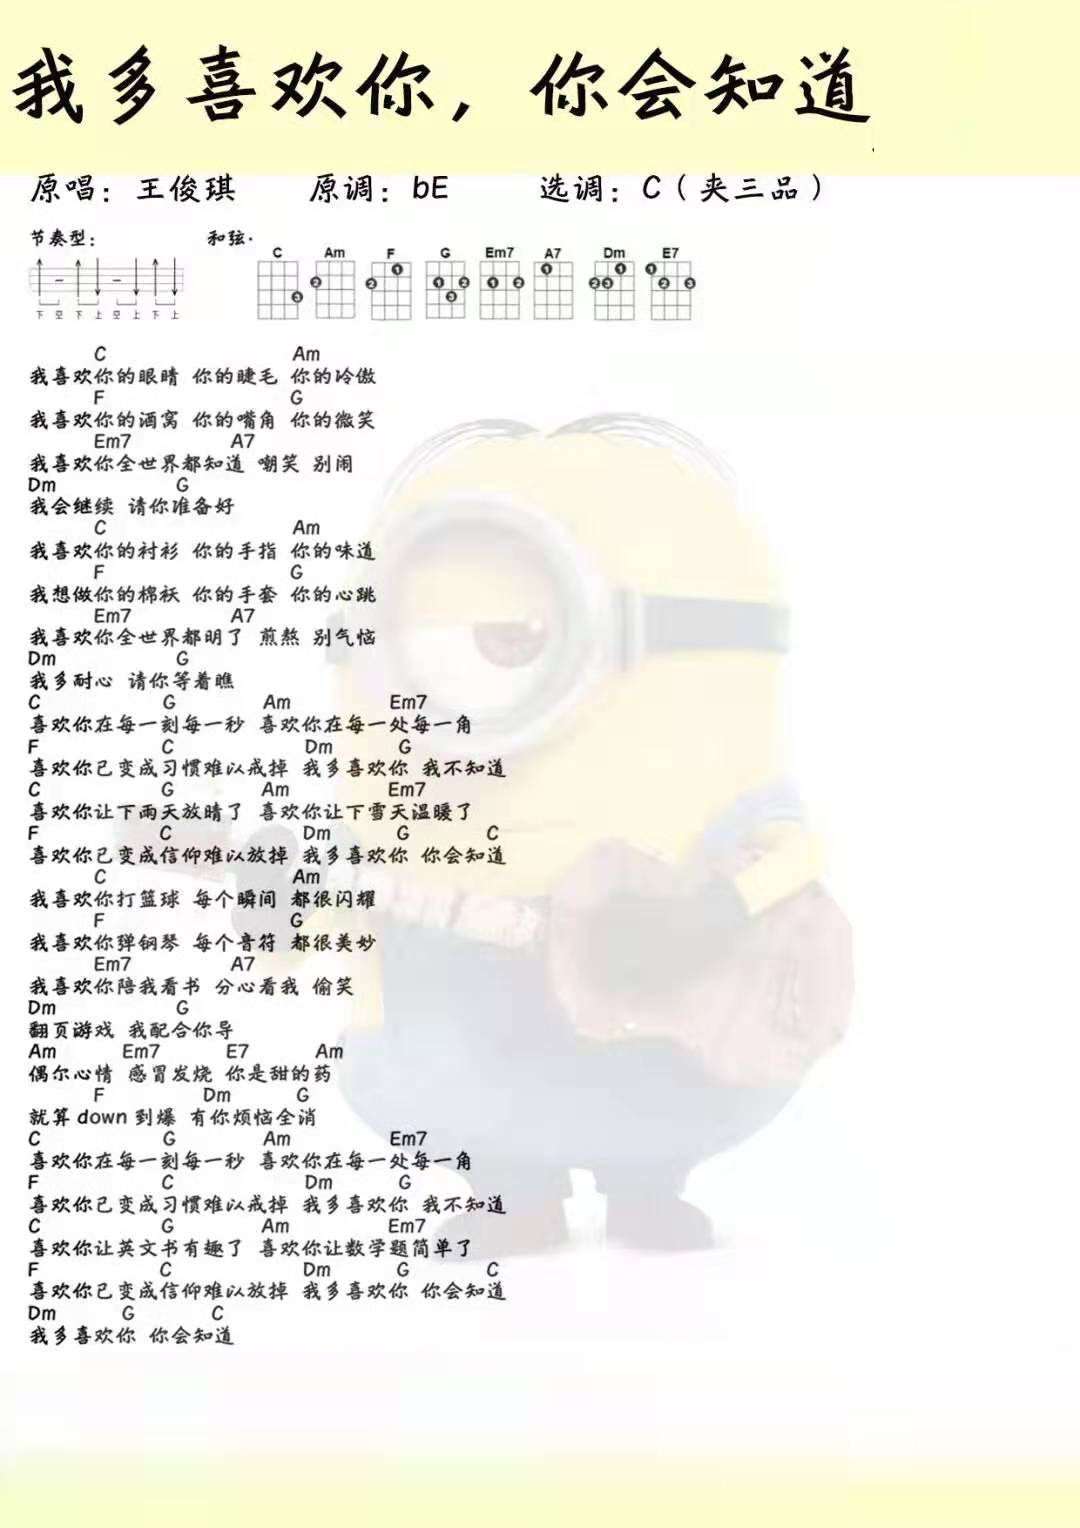 我多喜欢你，你会知道
原唱：王俊琪 原调：bE 选调：C（夹三品）
节奏型： 和弦·
C Am F G Em7 A7 Dm E7
下 空 下 上 空 上 下 上
C Am
我喜欢你的眼睛 你的睫毛 你的冷傲
F G
我喜欢你的酒窝 你的嘴角 你的微笑
Em7 A7
我喜欢你全世界都知道 嘲笑 别闹
Dm G
我会继续 请你准备好
C Am
我喜欢你的衬衫 你的手指 你的味道
F G
我想做你的棉袄 你的手套 你的心跳
Em7 A7
我喜欢你全世界都明了 煎熬 别气恼
Dm G
我多耐心 请你等着瞧
C G Am Em7
喜欢你在每一刻每一秒 喜欢你在每一处每一角
F C Dm G
喜欢你已变成习惯难以戒掉 我多喜欢你 我不知道
C G Am Em7
喜欢你让下雨天放晴了 喜欢你让下雪天温暖了
F C Dm G C
喜欢你已变成信仰难以放掉 我多喜欢你 你会知道
C Am
我喜欢你打篮球 每个瞬间 都很闪耀
F G
我喜欢你弹钢琴 每个音符 都很美妙
Em7 A7
我喜欢你陪我看书 分心看我 偷笑
Dm G
翻页游戏 我配合你导
Am Em7 E7 Am
偶尔心情 感冒发烧 你是甜的药
F Dm G
就算 down 到爆 有你烦恼全消
C G Am Em7
喜欢你在每一刻每一秒 喜欢你在每一处每一角
F C Dm G
喜欢你已变成习惯难以戒掉 我多喜欢你 我不知道
C G Am Em7
喜欢你让英文书有趣了 喜欢你让数学题简单了
F C Dm G C
喜欢你已变成信仰难以放掉 我多喜欢你 你会知道
Dm G C
我多喜欢你 你会知道